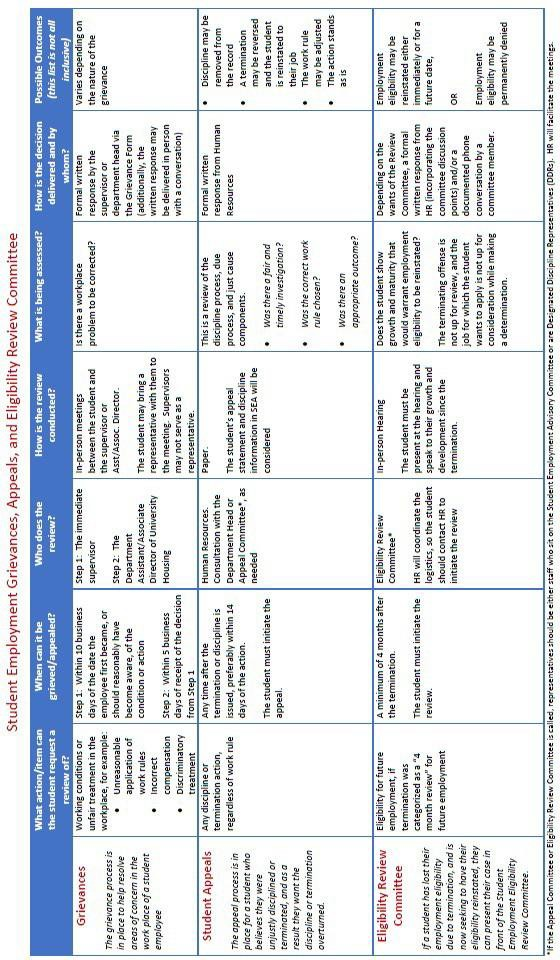 Student Employment Grievances, Appeals, and Eligibility Review Committee
What action/item can
the student request a
review of?
When can it be
grieved/appealed?
Who does the
review?
How is the review
conducted?
What is being assessed?
How is the decision
delivered and by
whom?
Possible Outcomes
(this list is not all
inclusive)
Grievances
The grievance process is
in place to help resolve
areas of concern in the
work place of a student
employee
Working conditions or
unfair treatment in the
workplace, for example:
• Unreasonable
application of
work rules
• Incorrect
compensation
• Discriminatory
treatment
Step 1: Within 10 business
days of the date the
employee first became, or
should reasonably have
become aware, of the
condition or action
Step 2: Within 5 business
days of receipt of the decision
from Step 1
Step 1: The immediate
supervisor
Step 2: The
Department
Assistant/Associate
Director of University
Housing
In-person meetings
between the student and
the supervisor or
Asst/Assoc. Director.
The student may bring a
representative with them to
the meeting. Supervisors
may not serve as a
representative.
Is there a workplace
problem to be corrected?
Formal written
response by the
supervisor or
department head via
the Grievance Form
(additionally, the
written response may
be delivered in person
with a conversation)
Varies depending on
the nature of the
grievance
Student Appeals
The appeal process is in
place for a student who
believes they were
unjustly disciplined or
terminated, and as a
result they want the
discipline or termination
overturned.
Any discipline or
termination action,
regardless of work rule
Any time after the
termination or discipline is
issued, preferably within 14
days of the action.
The student must initiate the
appeal.
Human Resources.
Consultation with the
Department Head or
Appeal Committee*, as
needed
Paper.
The student's appeal
statement and discipline
information in SEA will be
considered
This is a review of the
discipline process, due
process, and just cause
components.
• Was there a fair and
timely investigation?
• Was the correct work
rule chosen?
• Was there an
appropriate outcome?
Formal written
response from Human
Resources
• Discipline may be
removed from
the record
• A termination
may be reversed
and the student
is reinstated to
their job
• The work rule
may be adjusted
• The action stands
as is
Eligibility Review
Committee
If a student has lost their
employment eligibility
due to termination, and is
now seeking to have their
eligibility reinstated, they
can present their case in
front of the Student
Employment Eligibility
Review Committee.
Eligibility for future
employment, if
termination was
categorized as a "4
month review" for
future employment
A minimum of 4 months after
the termination.
The student must initiate the
review.
Eligibility Review
Committee*
HR will coordinate the
logistics, so the student
should contact HR to
initiate the review
In-person Hearing
The student must be
present at the hearing and
speak to their growth and
development since the
termination.
Does the student show
growth and maturity that
would warrant employment
eligibility to be reinstated?
The terminating offense is
not up for review, and the
job for which the student
wants to apply is not up for
consideration while making
a determination.
Depending on the
wants of the Review
Committee, a formal
written response from
HR (incorporating the
committee discussion
points) and/or a
documented phone
conversation by a
committee member.
Employment
eligibility may be
reinstated either
immediately or for a
future date,
OR
Employment
eligibility may be
permanently denied
*If the Appeal Committee or Eligibility Review Committee is called, representatives should be either staff who sit on the Student Employment Advisory Committee or are Designated Discipline Representatives (DDRs). HR will facilitate the meetings.